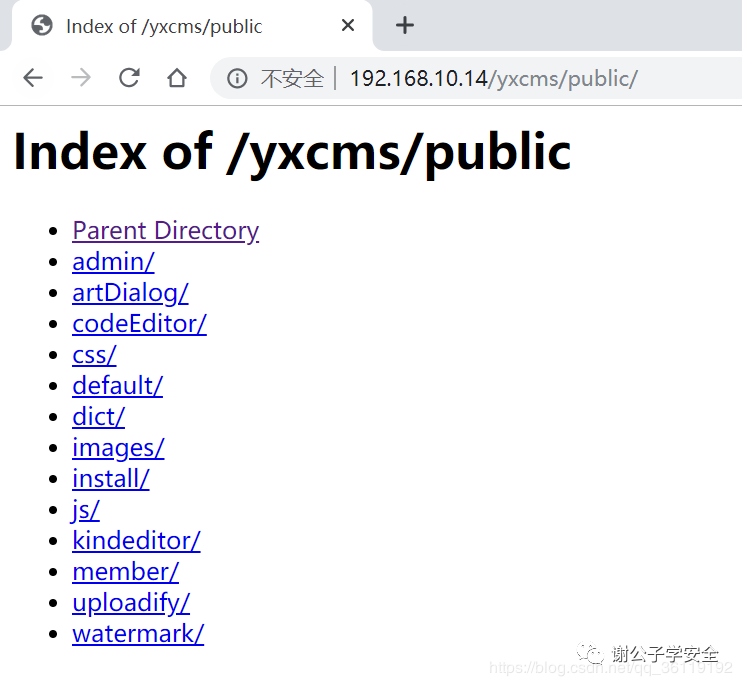 Index of /yxcms/public
不安全 | 192.168.10.14/yxcms/public/
Index of /yxcms/public
Parent Directory
admin/
artDialog/
codeEditor/
css/
default/
dict/
images/
install/
js/
kindeditor/
member/
uploadify/
watermark/
谢公子学安全
https://blog.csdn.net/qq_36119192